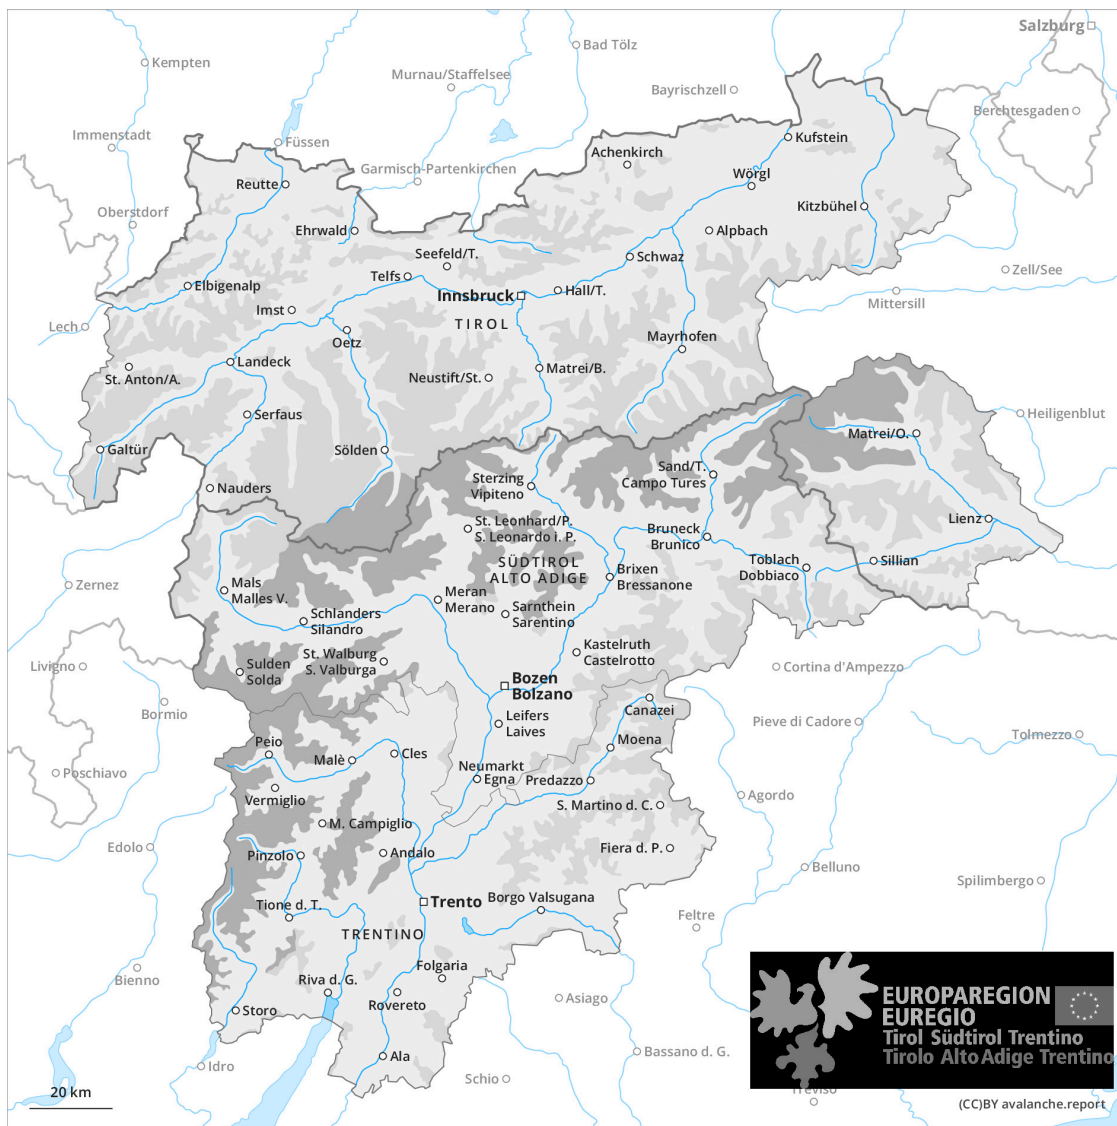 Salzburg
Bad Tölz
Kempten
Murnau/Staffelsee
Bayrischzell
Berchtesgaden
Immenstadt
Kufstein
Füssen
Achenkirch
Garmisch-Partenkirchen
Wörgl
Reutte
Kitzbühel
Oberstdorf
Ehrwald
Alpbach
Seefeld/T.
Schwaz
Telfs
Zell/See
Elbigenalp
Hall/T.
Innsbruck
Mittersill
Imst
TIROL
Lech
Oetz
Mayrhofen
Landeck
Matrei/B.
St. Anton/A.
Neustift/St.
Serfaus
Heiligenblut
Matrei/O.
Galtür
Sölden
Sand/T.
Campo Tures
Sterzing
Vipiteno
Nauders
Lienz
St. Leonhard/P.
S. Leonardo i. P.
Bruneck
Brunico
SÜDTIROL
ALTO ADIGE
Toblach
Dobbiaco
Sillian
Brixen
Bressanone
Zernez
Mals
Malles V.
Meran
Merano
Sarnthein
Sarentino
Schlanders
Silandro
Kastelruth
Castelrotto
St. Walburg
S. Valburga
Livigno
Sulden
Solda
Cortina d'Ampezzo
Bozen
Bolzano
Bormio
Canazei
Leifers
Laives
Pieve di Cadore
Tolmezzo
Moena
Peio
Cles
Malè
Poschiavo
Neumarkt
Egna
Predazzo
Vermiglio
Agordo
S. Martino d. C.
M. Campiglio
Edolo
Pinzolo
Andalo
Fiera d. P.
Belluno
Spilimbergo
Borgo Valsugana
Trento
Tione d. T.
Feltre
TRENTINO
Bienno
Folgaria
Riva d. G.
Rovereto
Asiago
Storo
EUROPAREGION
EUREGIO
Tirol Südtirol Trentino
Tirolo Alto Adige Trentino
Ala
Bassano d. G.
Idro
Schio
Treviso
20 km
(CC)BY avalanche.report